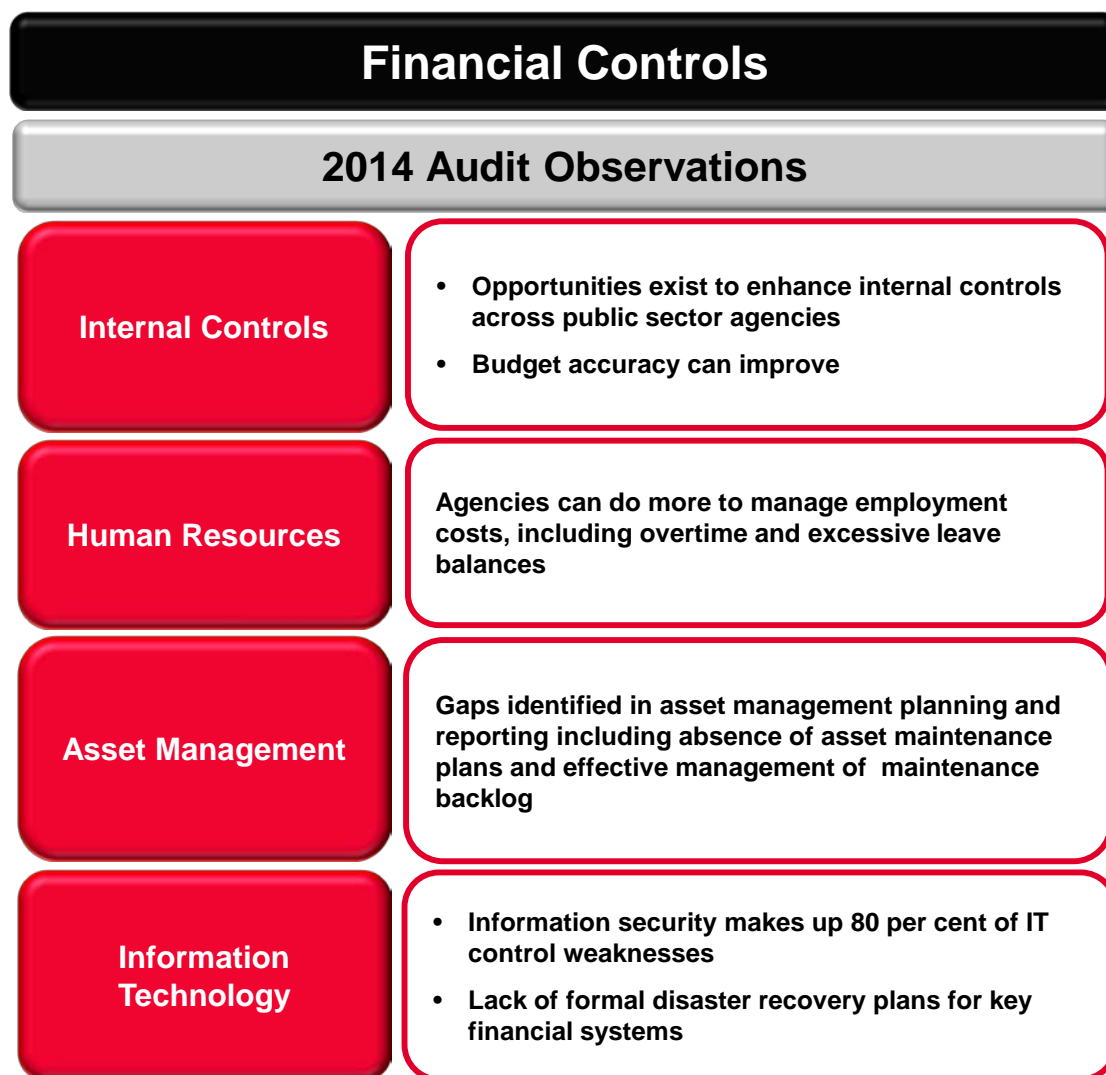 Financial Controls
2014 Audit Observations
Internal Controls
• Opportunities exist to enhance internal controls
across public sector agencies
• Budget accuracy can improve
Human Resources
Agencies can do more to manage employment
costs, including overtime and excessive leave
balances
Asset Management
Gaps identified in asset management planning and
reporting including absence of asset maintenance
plans and effective management of  maintenance
backlog
Information
Technology
• Information security makes up 80 per cent of IT
control weaknesses
• Lack of formal disaster recovery plans for key
financial systems